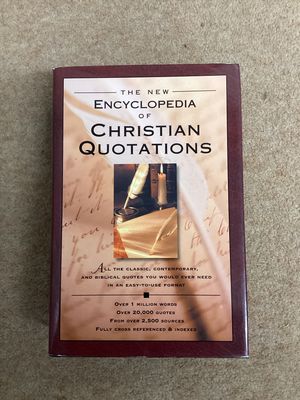 THE NEW
ENCYCLOPEDIA
OF
CHRISTIAN
QUOTATIONS
ALL THE CLASSIC, CONTEMPORARY,
AND BIBLICAL QUOTES YOU WOULD EVER NEED
IN AN EASY-TO-USE FORMAT
OVER 1 MILLION WORDS
OVER 20,000 QUOTES
FROM OVER 2,500 SOURCES
FULLY CROSS REFERENCED & INDEXED